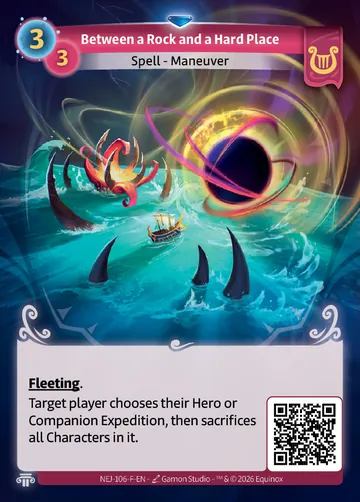 3
Between a Rock and a Hard Place
3
Spell - Maneuver
Fleeting.
Target player chooses their Hero or
Companion Expedition, then sacrifices
all Characters in it.
NEJ-106-F-EN - Gamon Studio - ™ & © 2026 Equinox